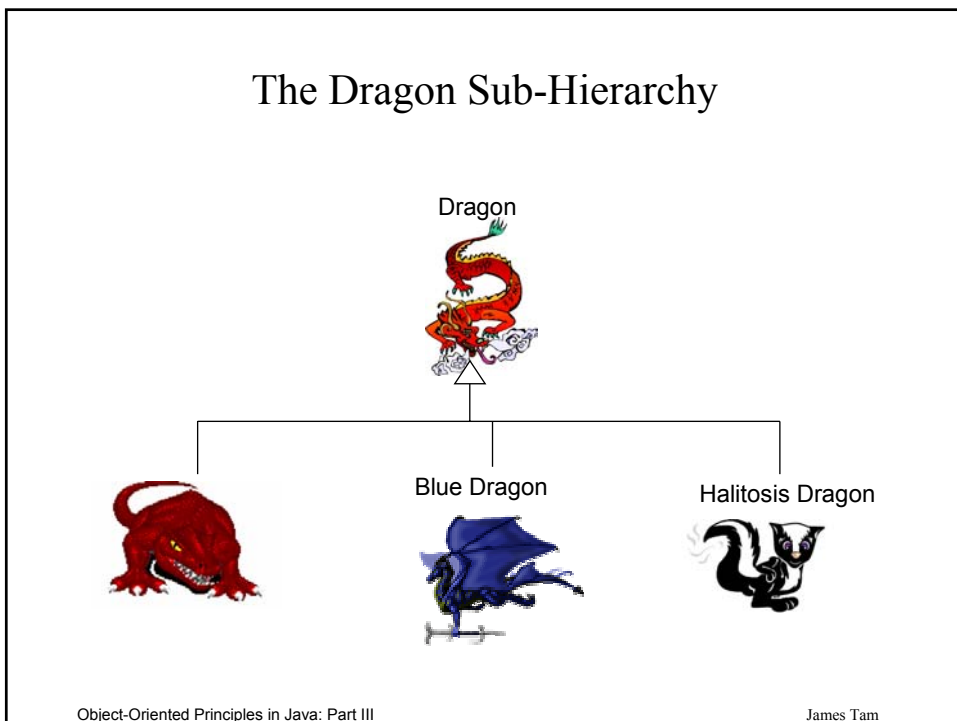 The Dragon Sub-Hierarchy
Dragon
Blue Dragon
Halitosis Dragon
Object-Oriented Principles in Java: Part III
James Tam